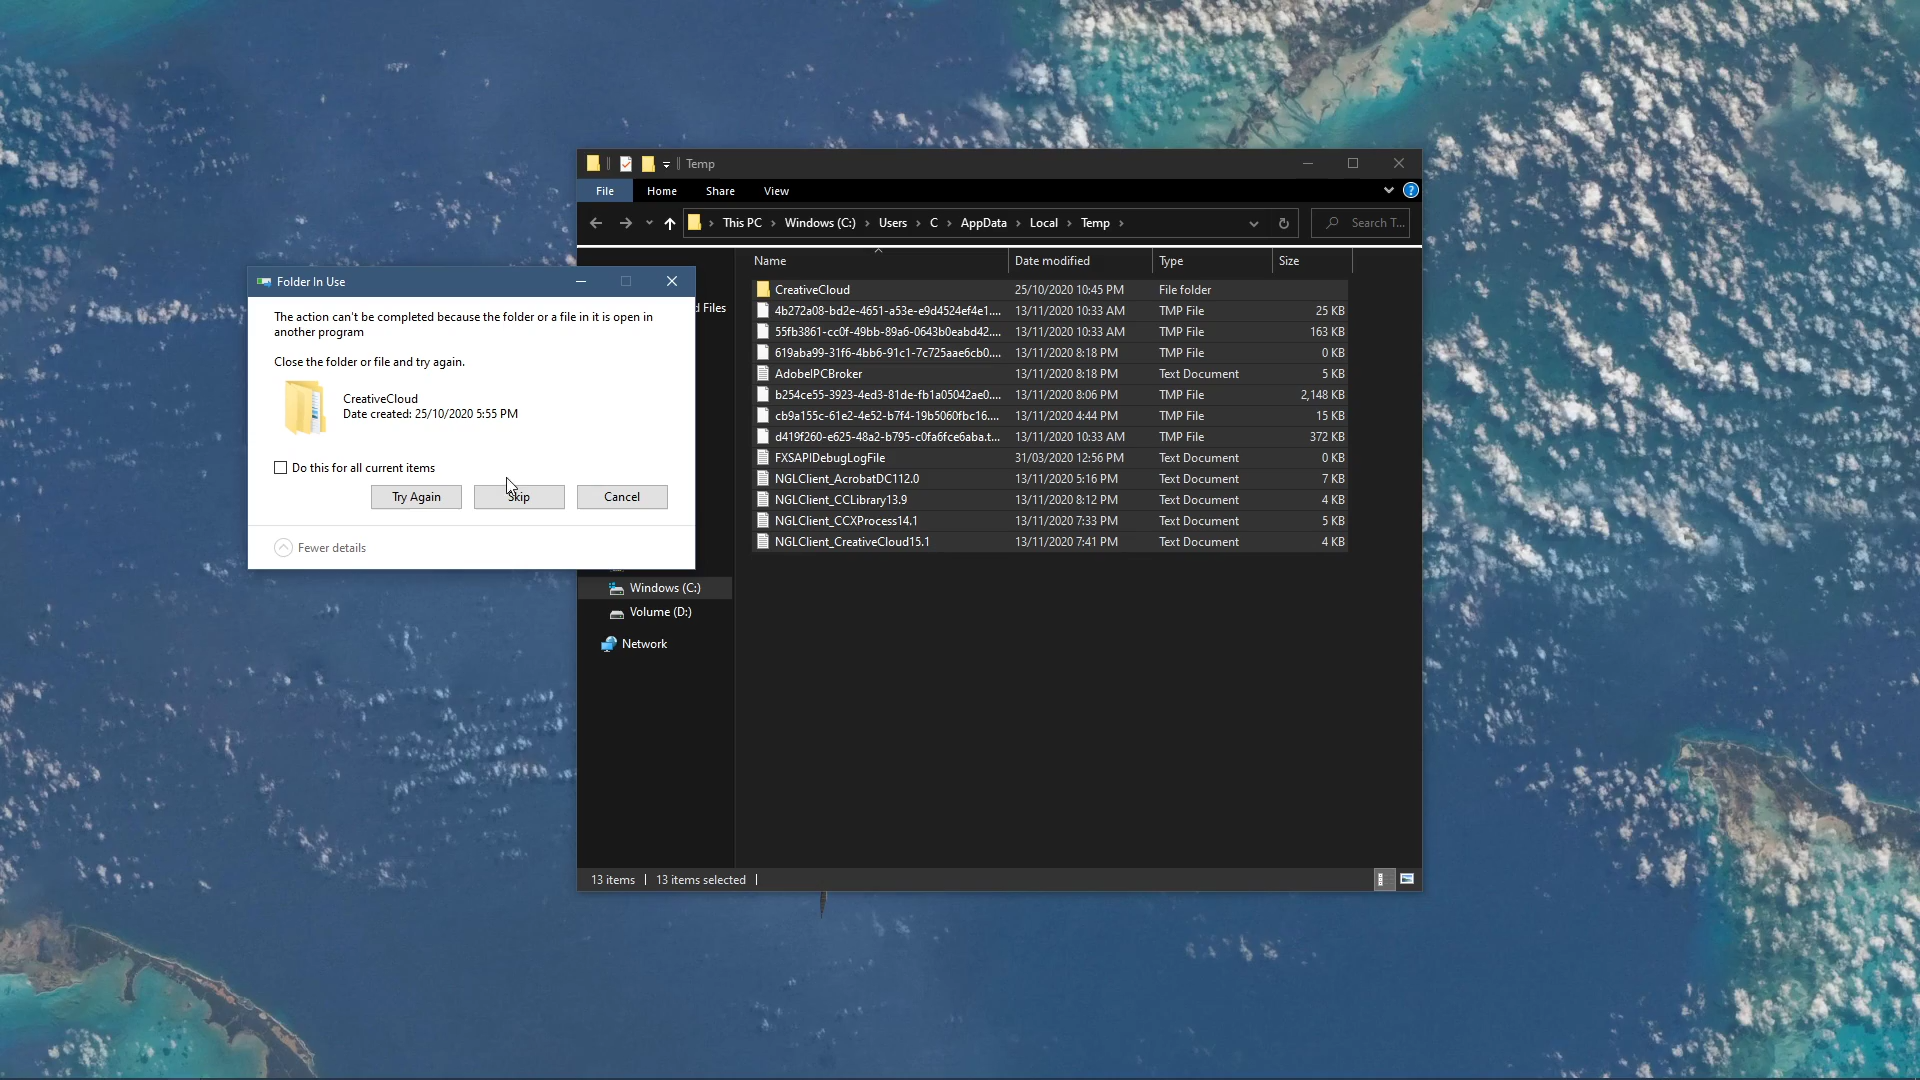 Temp
File Home Share View
This PC Windows (C:) Users C AppData Local Temp
Search T...
Name Date modified Type Size
CreativeCloud 25/10/2020 10:45 PM File folder
4b272a08-bd2e-4651-a53e-e9d4524ef4e1.... 13/11/2020 10:33 AM TMP File 25 KB
55fb3861-cc0f-49bb-89a6-0643b0eabd42.... 13/11/2020 10:33 AM TMP File 163 KB
619aba99-31f6-4bb6-91c1-7c725aae6cb0.... 13/11/2020 8:18 PM TMP File 0 KB
AdobeIPCBroker 13/11/2020 8:18 PM Text Document 5 KB
b254ce55-3923-4ed3-81de-fb1a05042ae0.... 13/11/2020 8:06 PM TMP File 2,148 KB
cb9a155c-61e2-4e52-b7f4-19b5060fbc16.... 13/11/2020 4:44 PM TMP File 15 KB
d419f260-e625-48a2-b795-c0fa6fce6aba.t... 13/11/2020 10:33 AM TMP File 372 KB
FXSAPIDebugLogFile 31/03/2020 12:56 PM Text Document 0 KB
NGLClient_AcrobatDC112.0 13/11/2020 5:16 PM Text Document 7 KB
NGLClient_CCLibrary13.9 13/11/2020 8:12 PM Text Document 4 KB
NGLClient_CCXProcess14.1 13/11/2020 7:33 PM Text Document 5 KB
NGLClient_CreativeCloud15.1 13/11/2020 7:41 PM Text Document 4 KB
Folder In Use
The action can't be completed because the folder or a file in it is open in
another program
Close the folder or file and try again.
CreativeCloud
Date created: 25/10/2020 5:55 PM
Do this for all current items
Try Again Skip Cancel
Fewer details
Files
Windows (C:)
Volume (D:)
Network
13 items 13 items selected